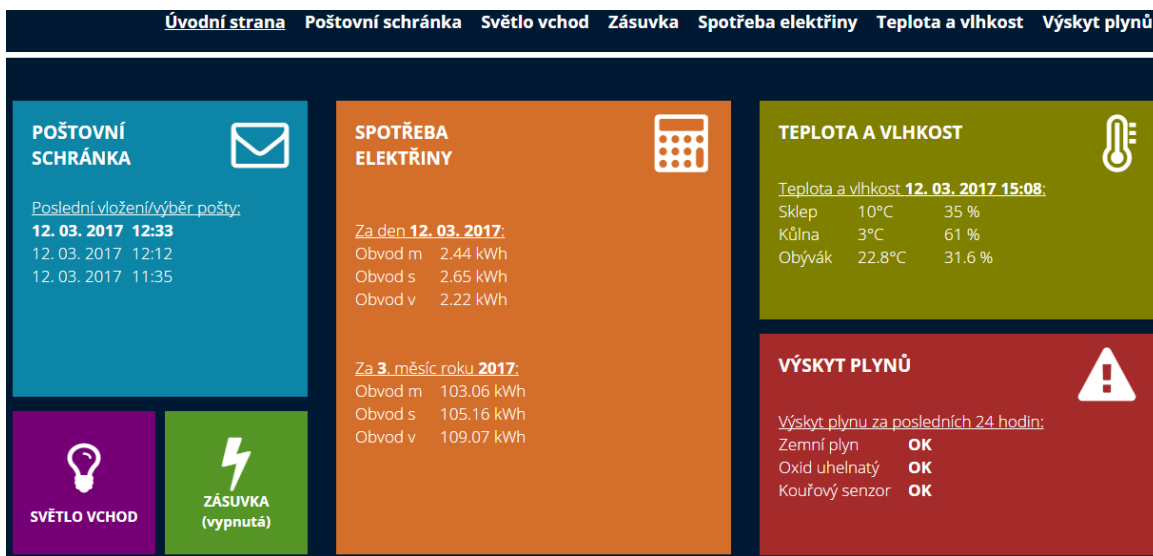 Úvodní strana Poštovní schránka Světlo vchod Zásuvka Spotřeba elektřiny Teplota a vlhkost Výskyt plynů
POŠTOVNÍ
SCHRÁNKA
Poslední vložení/výběr pošty:
12. 03. 2017 12:33
12. 03. 2017 12:12
12. 03. 2017 11:35
SVĚTLO VCHOD
ZÁSUVKA
(vypnutá)
SPOTŘEBA
ELEKTŘINY
Za den 12. 03. 2017:
Obvod m 2.44 kWh
Obvod s 2.65 kWh
Obvod v 2.22 kWh
Za 3. měsíc roku 2017:
Obvod m 103.06 kWh
Obvod s 105.16 kWh
Obvod v 109.07 kWh
TEPLOTA A VLHKOST
Teplota a vlhkost 12. 03. 2017 15:08:
Sklep 10°C 35 %
Kůlna 3°C 61 %
Obývák 22.8°C 31.6 %
VÝSKYT PLYNŮ
Výskyt plynu za posledních 24 hodin:
Zemní plyn OK
Oxid uhelnatý OK
Kouřový senzor OK